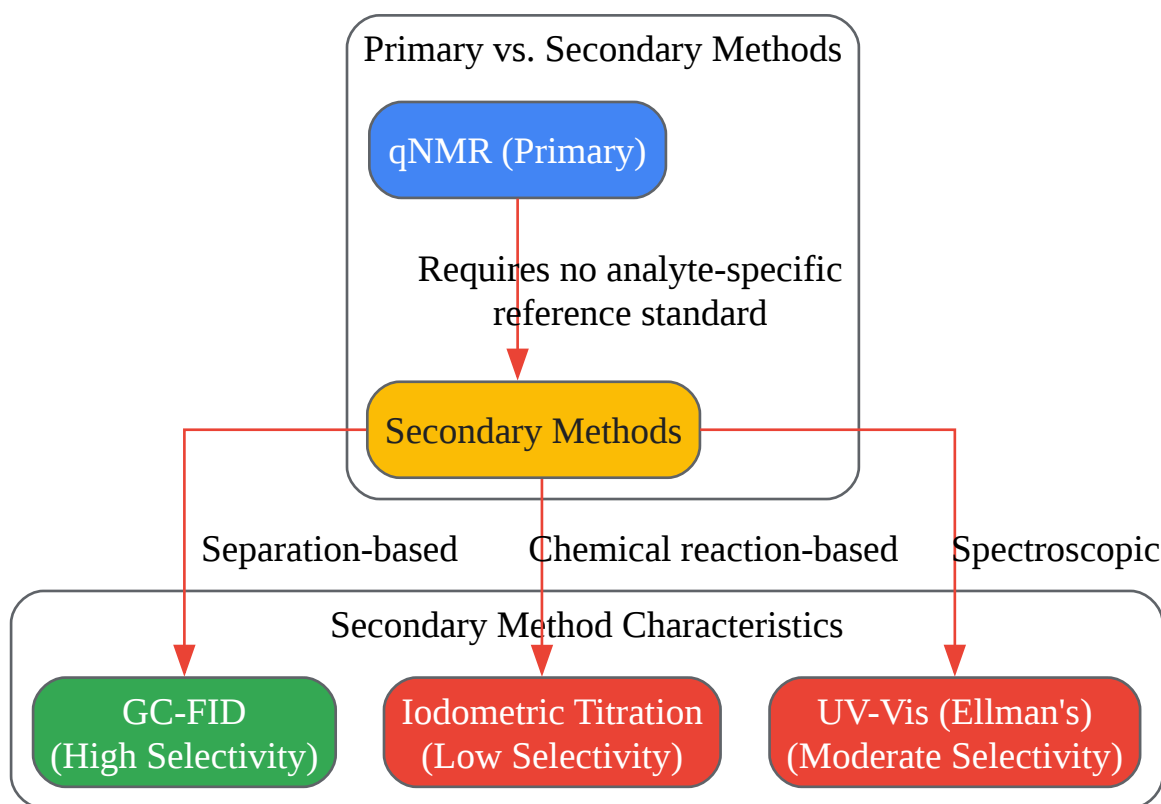 Primary vs. Secondary Methods
qNMR (Primary)
Requires no analyte-specific
reference standard
Secondary Methods
Separation-based
Chemical reaction-based
Spectroscopic
Secondary Method Characteristics
GC-FID
(High Selectivity)
Iodometric Titration
(Low Selectivity)
UV-Vis (Ellman's)
(Moderate Selectivity)